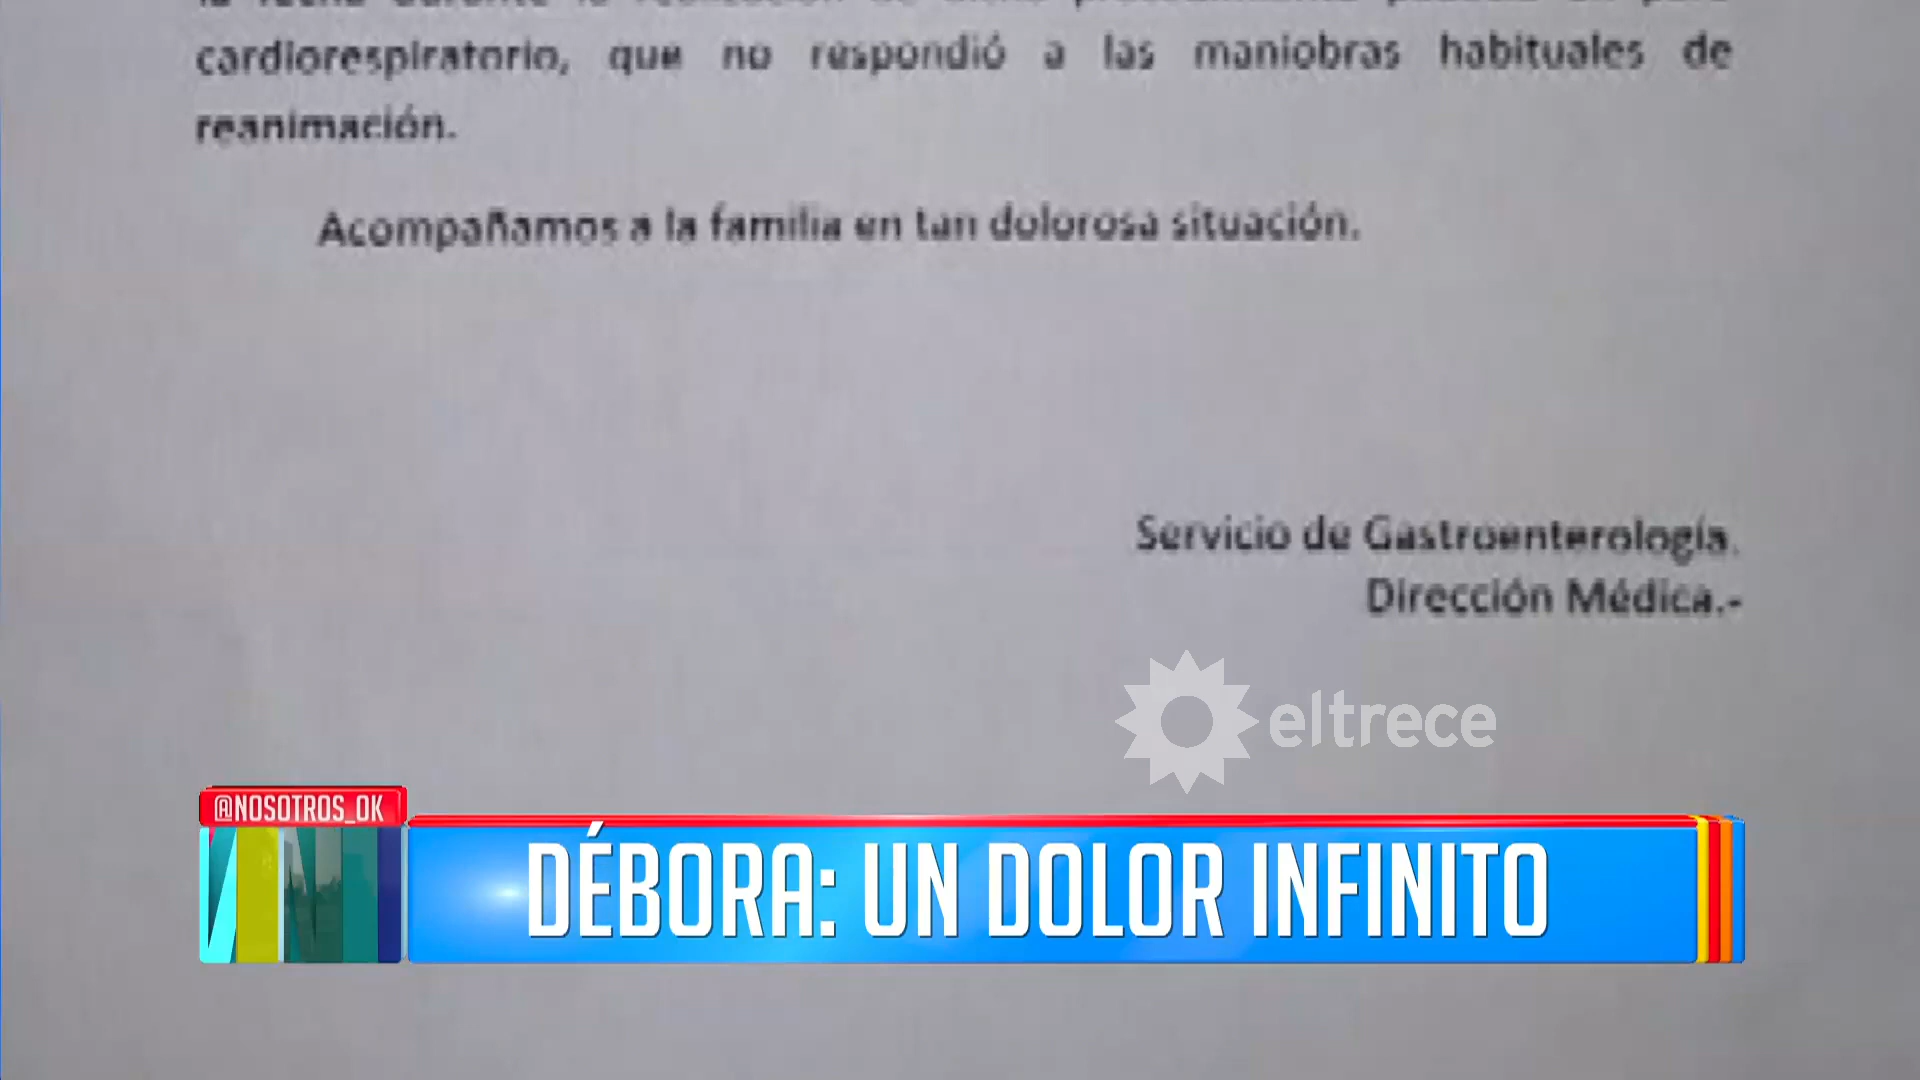 cardiorespiratorio, que no respondió a las maniobras habituales de
reanimación.
Acompañamos a la familia en tan dolorosa situación.
Servicio de Gastroenterología.
Dirección Médica.-
eltrece
@NOSOTROS_OK
DÉBORA: UN DOLOR INFINITO